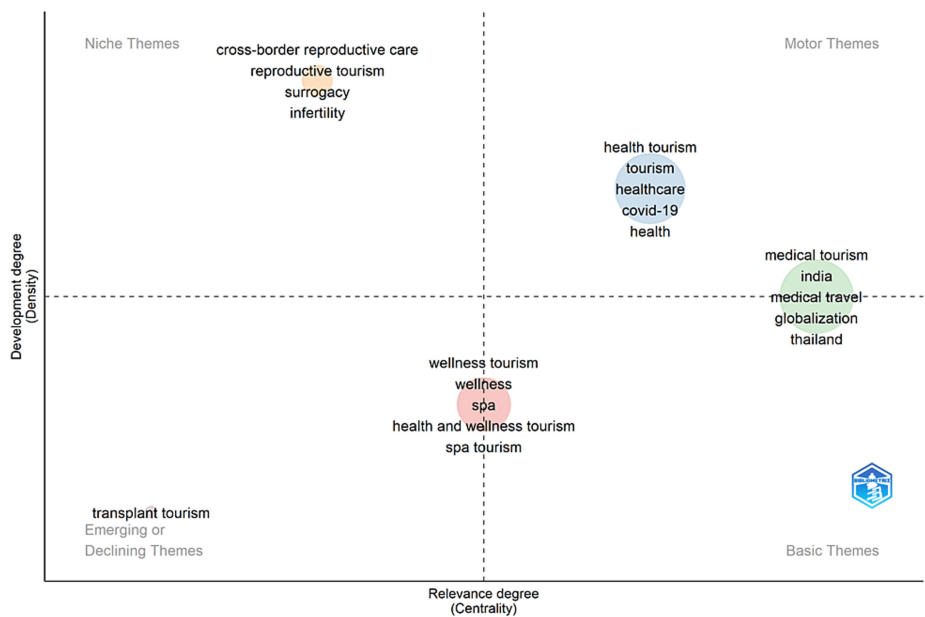 Niche Themes
Motor Themes
cross-border reproductive care
reproductive tourism
surrogacy
infertility
health tourism
tourism
healthcare
covid-19
health
medical tourism
india
medical travel
globalization
thailand
wellness tourism
wellness
spa
health and wellness tourism
spa tourism
BIBLIOMETRIX
transplant tourism
Emerging or
Declining Themes
Basic Themes
Development degree
(Density)
Relevance degree
(Centrality)